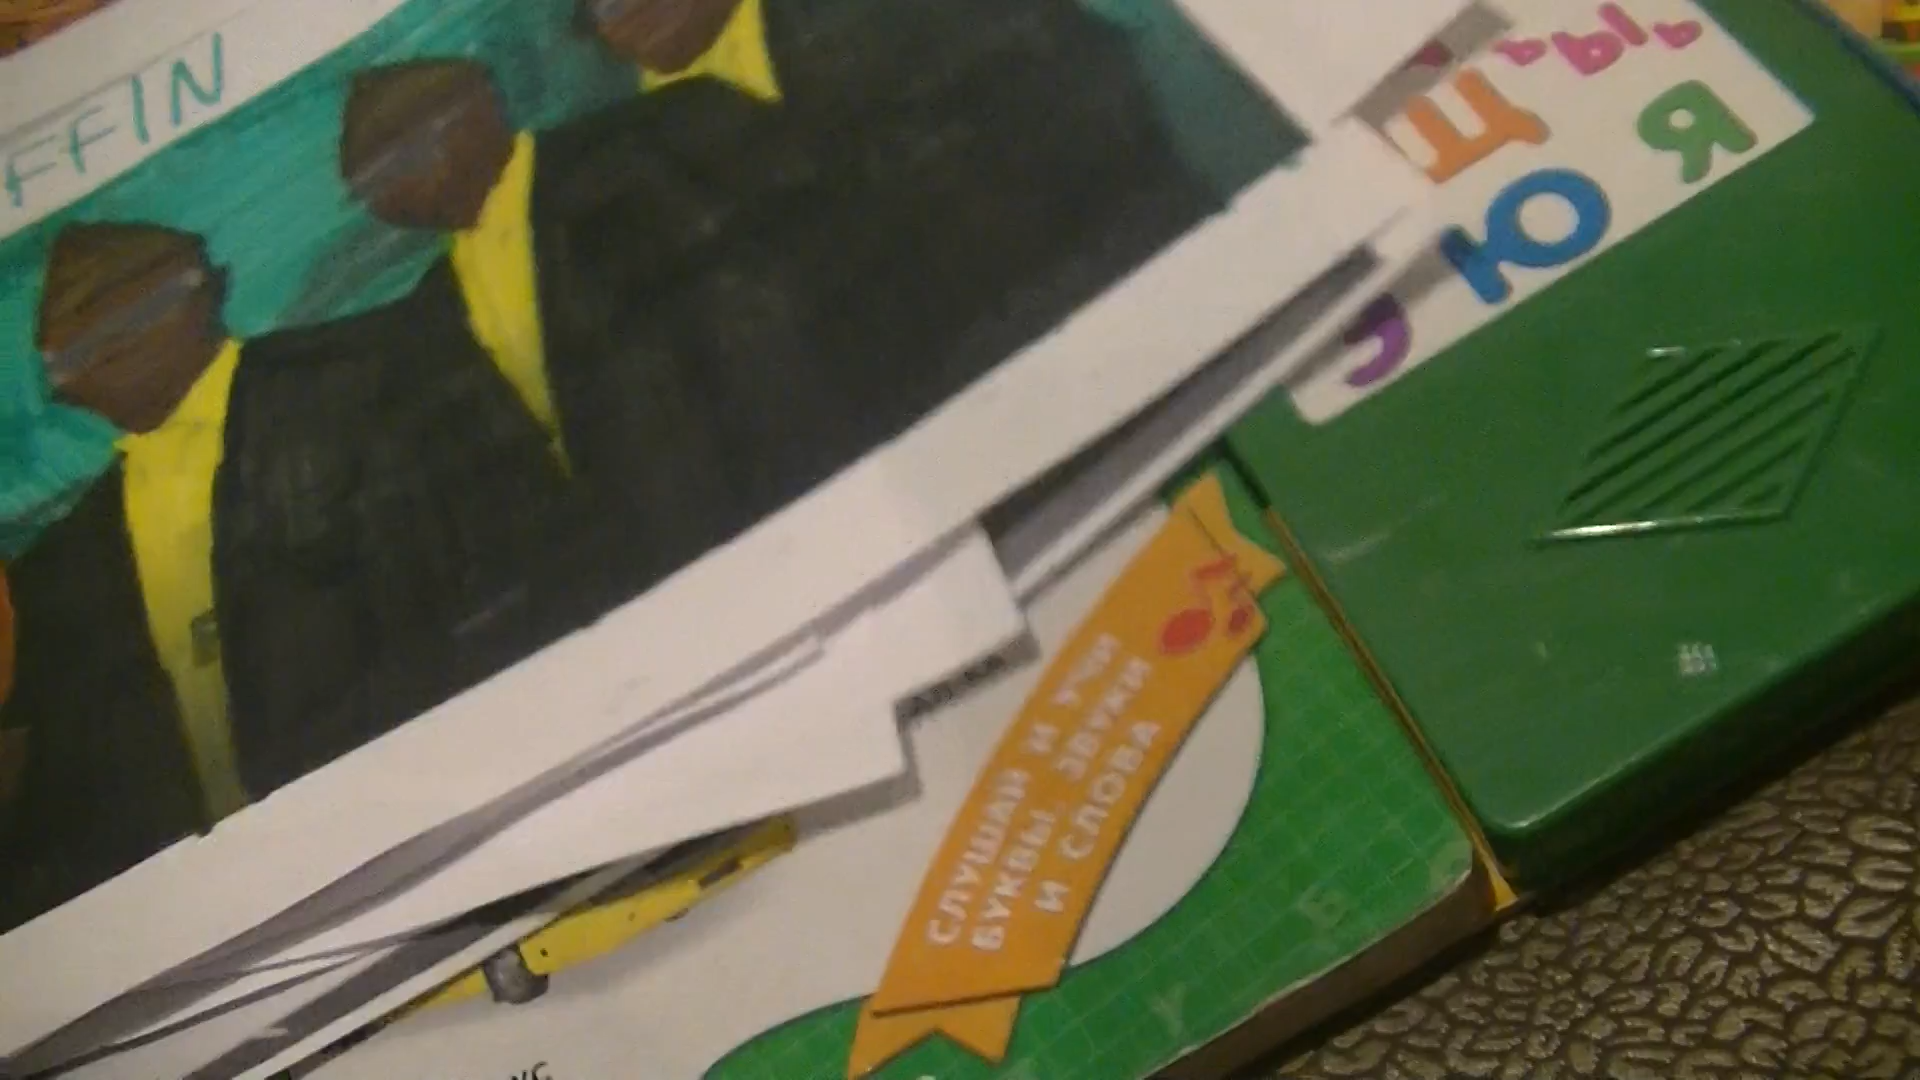 FFIN
Ъ Ы Ь
Ц
Ю Я
СЛУШАЙ И УЧИ
БУКВЫ, ЗВУКИ
И СЛОВА